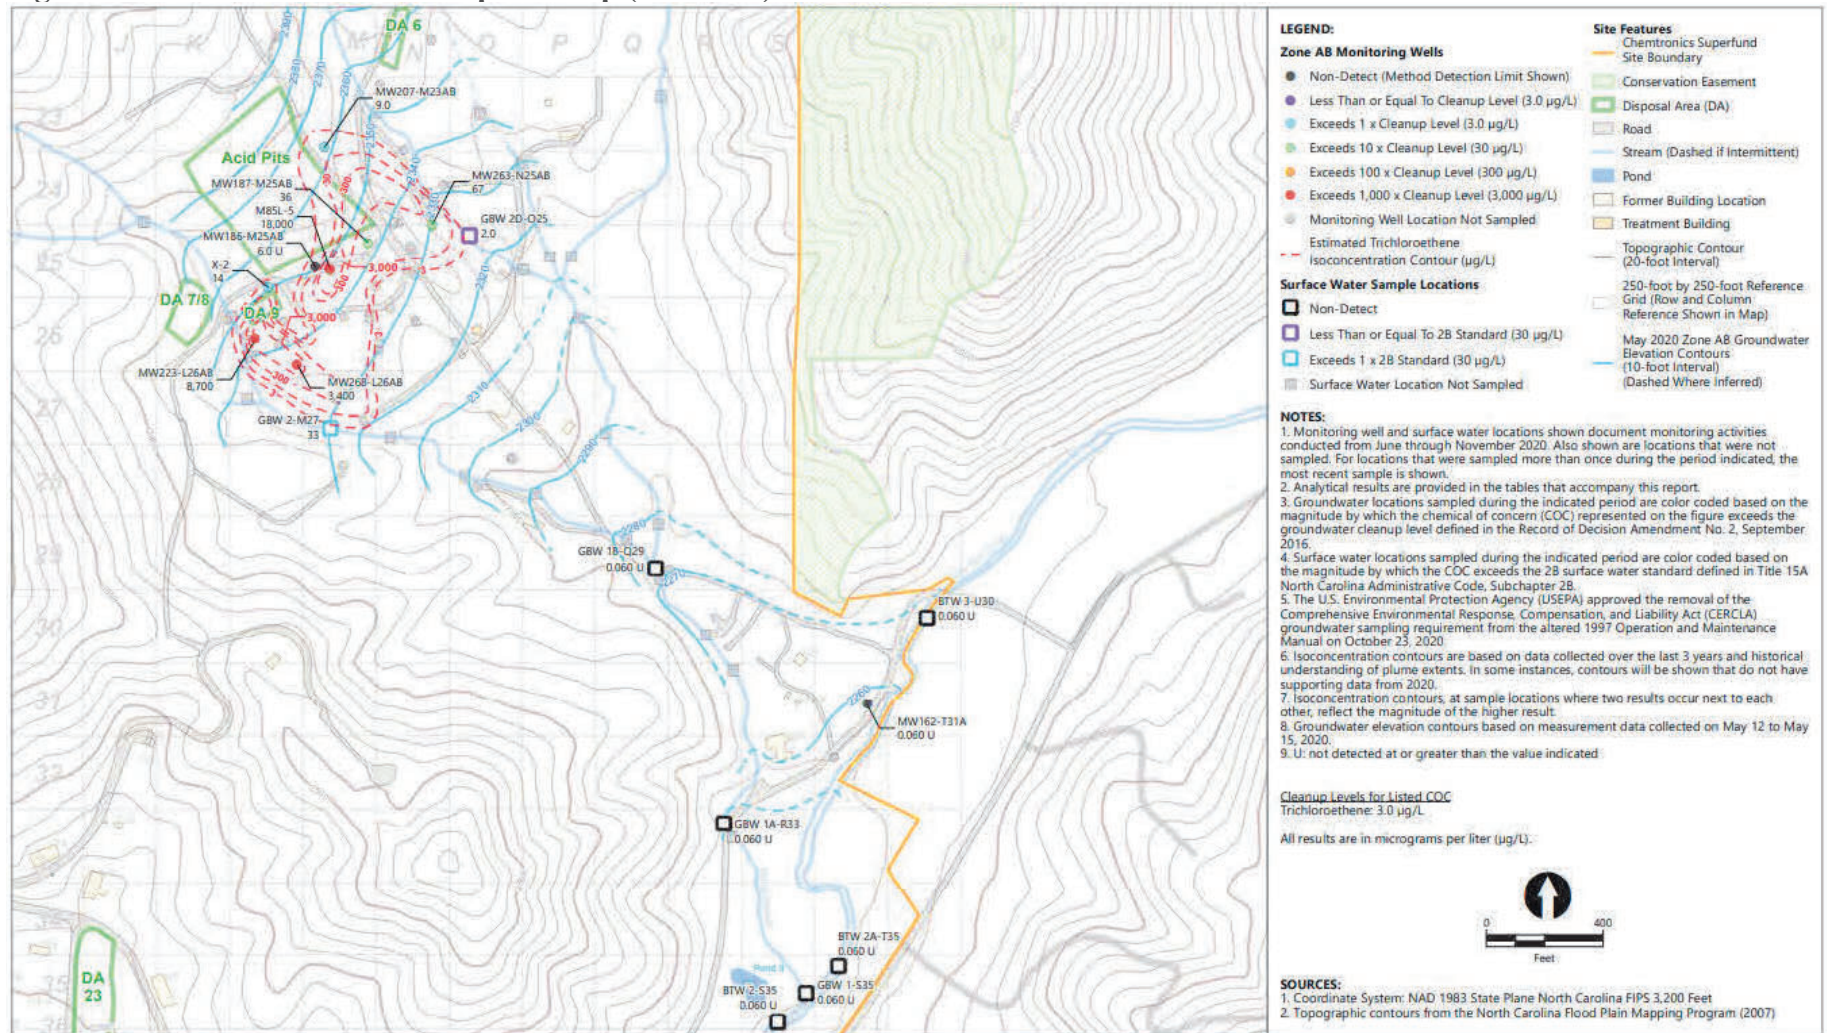 DA 6
2380
2380
2370
2360
MW207-M23AB
9.0
2350
Acid Pits
30
300
2340
MW187-M25AB
36
MW263-N25AB
67
2330
M85L-5
18,000
GBW 2D-O25
2.0
MW186-M25AB
6.0 U
X-2
14
3,000
3
2320
300
DA 7/8
DA 9
3,000
3
MW223-L26AB
8,700
300
MW268-L26AB
3,400
2310
GBW 2-M27
33
2300
2290
2280
GBW 1B-Q29
0.060 U
2270
BTW 3-U30
0.060 U
2260
MW162-T31A
0.060 U
GBW 1A-R33
0.060 U
BTW 2A-T35
0.060 U
GBW 1-S35
0.060 U
BTW 2-S35
0.060 U
DA
23
O P Q R S
24
25
26
27
LEGEND:
Zone AB Monitoring Wells
Non-Detect (Method Detection Limit Shown)
Less Than or Equal To Cleanup Level (3.0 µg/L)
Exceeds 1 x Cleanup Level (3.0 µg/L)
Exceeds 10 x Cleanup Level (30 µg/L)
Exceeds 100 x Cleanup Level (300 µg/L)
Exceeds 1,000 x Cleanup Level (3,000 µg/L)
Monitoring Well Location Not Sampled
Estimated Trichloroethene
Isoconcentration Contour (µg/L)
Surface Water Sample Locations
Non-Detect
Less Than or Equal To 2B Standard (30 µg/L)
Exceeds 1 x 2B Standard (30 µg/L)
Surface Water Location Not Sampled
Site Features
Chemtronics Superfund
Site Boundary
Conservation Easement
Disposal Area (DA)
Road
Stream (Dashed if Intermittent)
Pond
Former Building Location
Treatment Building
Topographic Contour
(20-foot Interval)
250-foot by 250-foot Reference
Grid (Row and Column
Reference Shown in Map)
May 2020 Zone AB Groundwater
Elevation Contours
(10-foot Interval)
(Dashed Where Inferred)
NOTES:
1. Monitoring well and surface water locations shown document monitoring activities
conducted from June through November 2020. Also shown are locations that were not
sampled. For locations that were sampled more than once during the period indicated, the
most recent sample is shown.
2. Analytical results are provided in the tables that accompany this report.
3. Groundwater locations sampled during the indicated period are color coded based on the
magnitude by which the chemical of concern (COC) represented on the figure exceeds the
groundwater cleanup level defined in the Record of Decision Amendment No. 2, September
2016.
4. Surface water locations sampled during the indicated period are color coded based on
the magnitude by which the COC exceeds the 2B surface water standard defined in Title 15A
North Carolina Administrative Code, Subchapter 2B.
5. The U.S. Environmental Protection Agency (USEPA) approved the removal of the
Comprehensive Environmental Response, Compensation, and Liability Act (CERCLA)
groundwater sampling requirement from the altered 1997 Operation and Maintenance
Manual on October 23, 2020
6. Isoconcentration contours are based on data collected over the last 3 years and historical
understanding of plume extents. In some instances, contours will be shown that do not have
supporting data from 2020.
7. Isoconcentration contours, at sample locations where two results occur next to each
other, reflect the magnitude of the higher result.
8. Groundwater elevation contours based on measurement data collected on May 12 to May
15, 2020.
9. U: not detected at or greater than the value indicated
Cleanup Levels for Listed COC
Trichloroethene: 3.0 µg/L
All results are in micrograms per liter (µg/L).
0 400
Feet
SOURCES:
1. Coordinate System: NAD 1983 State Plane North Carolina FIPS 3,200 Feet
2. Topographic contours from the North Carolina Flood Plain Mapping Program (2007)